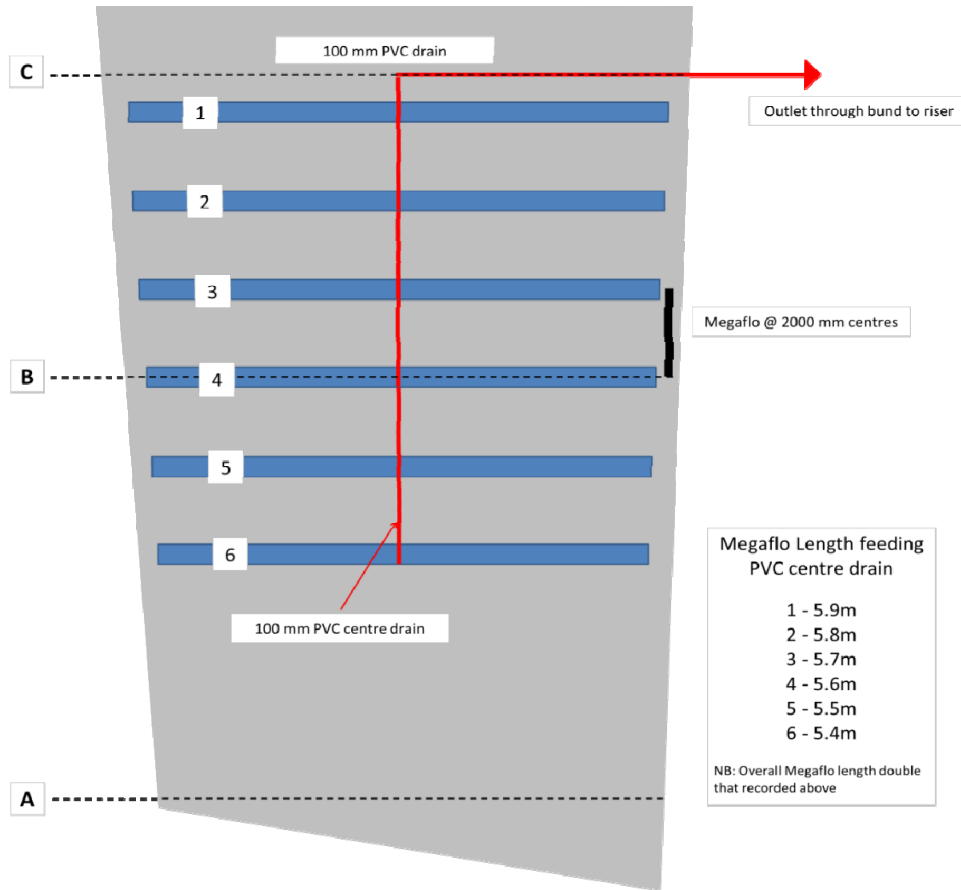 100 mm PVC drain
C
Outlet through bund to riser
1
2
3
Megaflo @ 2000 mm centres
B
4
5
6
100 mm PVC centre drain
Megaflo Length feeding
PVC centre drain
1 - 5.9m
2 - 5.8m
3 - 5.7m
4 - 5.6m
5 - 5.5m
6 - 5.4m
NB: Overall Megaflo length double
that recorded above
A